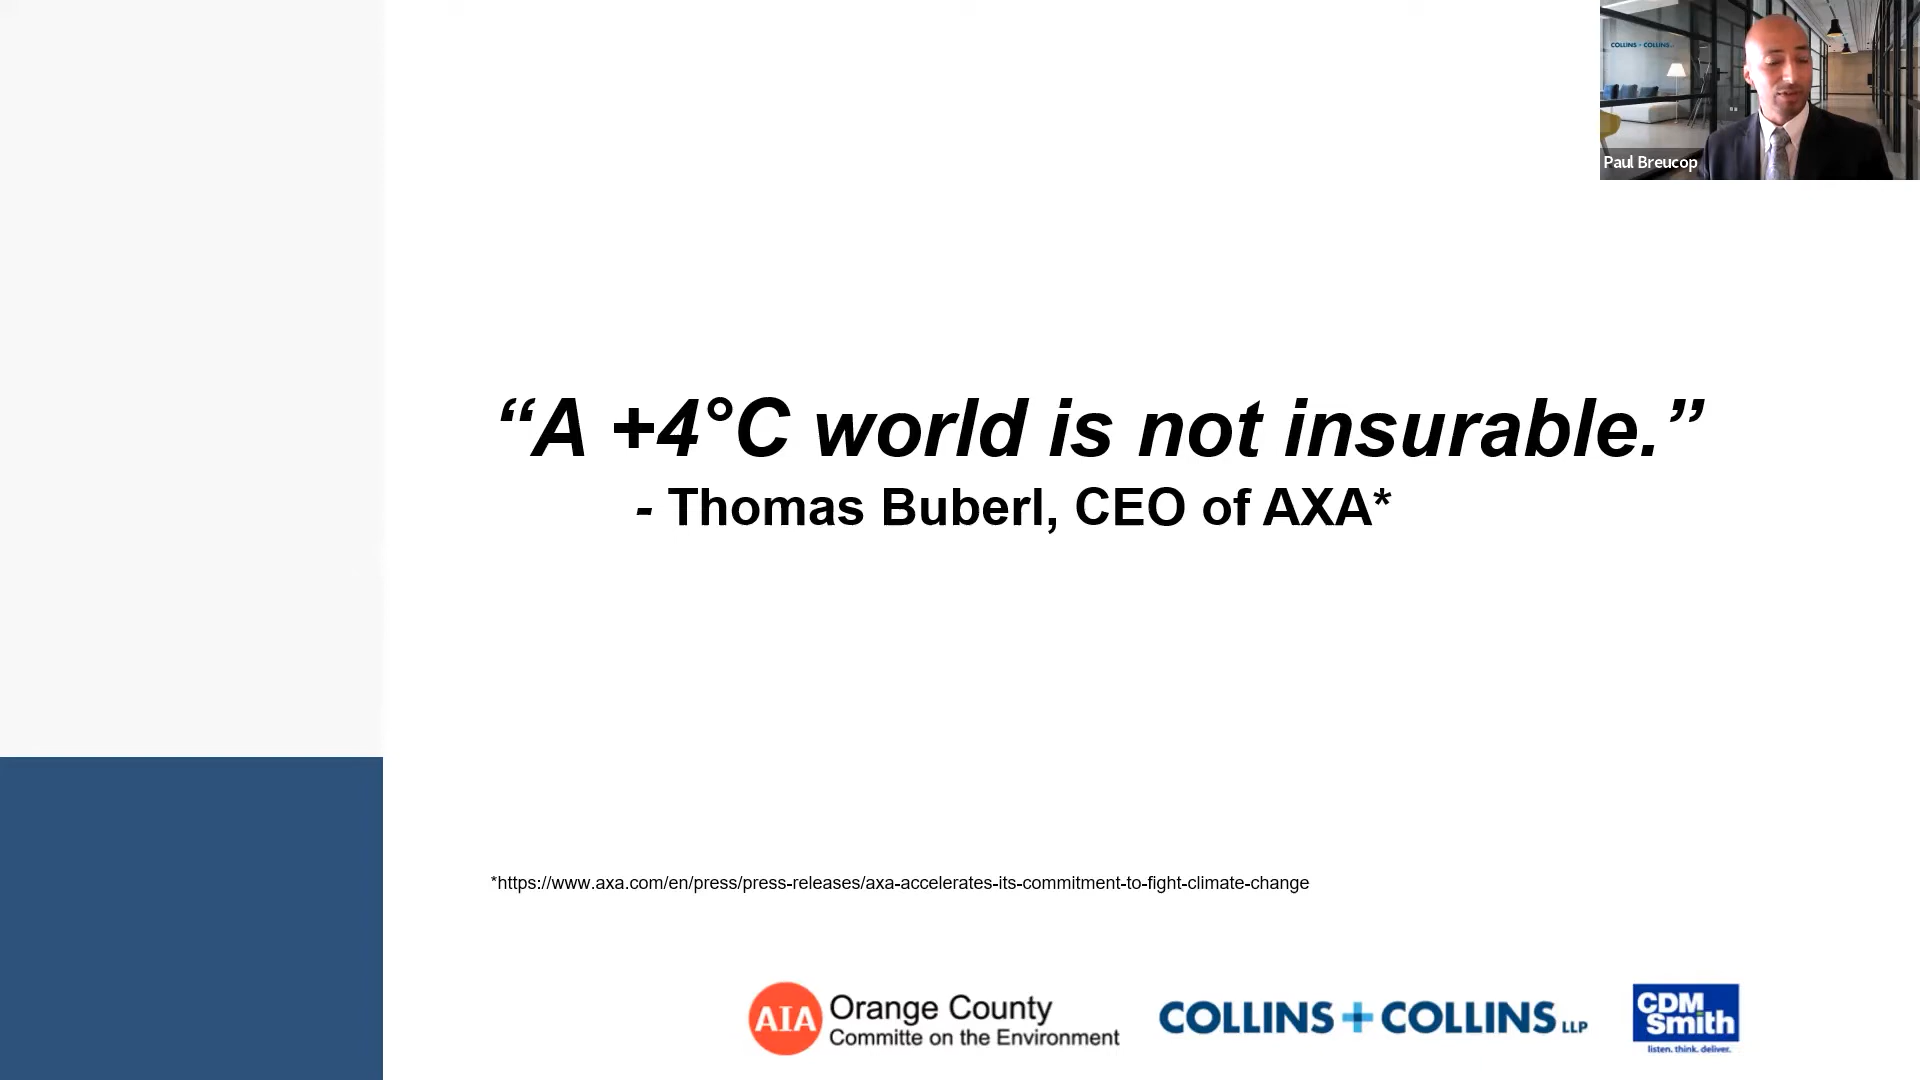 COLLINS + COLLINS
Paul Breucop
“A +4°C world is not insurable.”
- Thomas Buberl, CEO of AXA*
*https://www.axa.com/en/press/press-releases/axa-accelerates-its-commitment-to-fight-climate-change
AIA Orange County
Committe on the Environment
COLLINS + COLLINS LLP
CDM
Smith
listen. think. deliver.